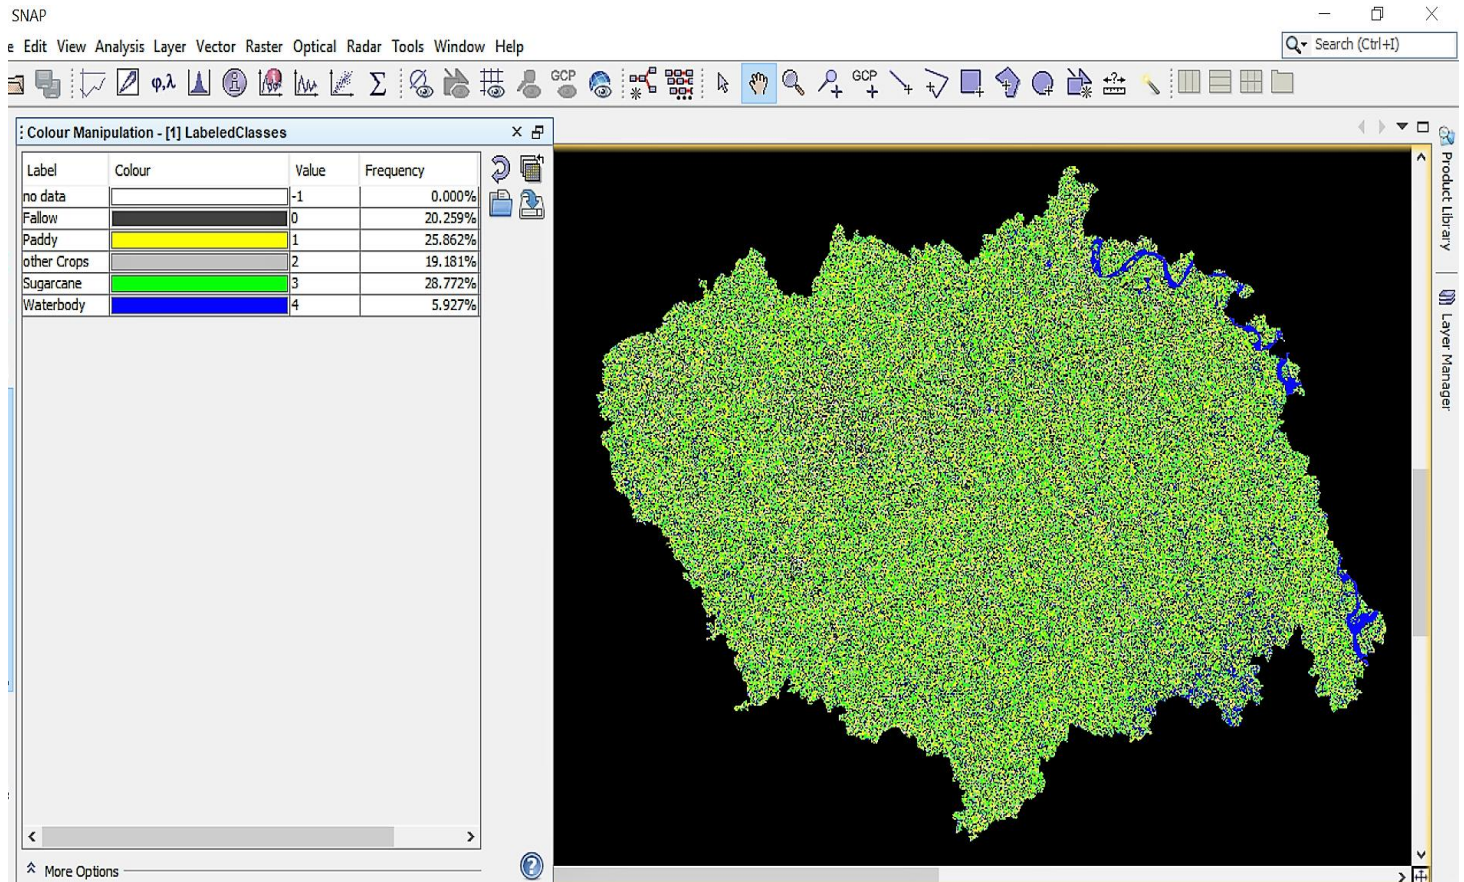 SNAP
e Edit View Analysis Layer Vector Raster Optical Radar Tools Window Help
Search (Ctrl+I)
φ,λ Σ GCP GCP
Colour Manipulation - [1] LabeledClasses
Label Colour Value Frequency
no data -1 0.000%
Fallow 0 20.259%
Paddy 1 25.862%
other Crops 2 19.181%
Sugarcane 3 28.772%
Waterbody 4 5.927%
More Options
Product Library
Layer Manager